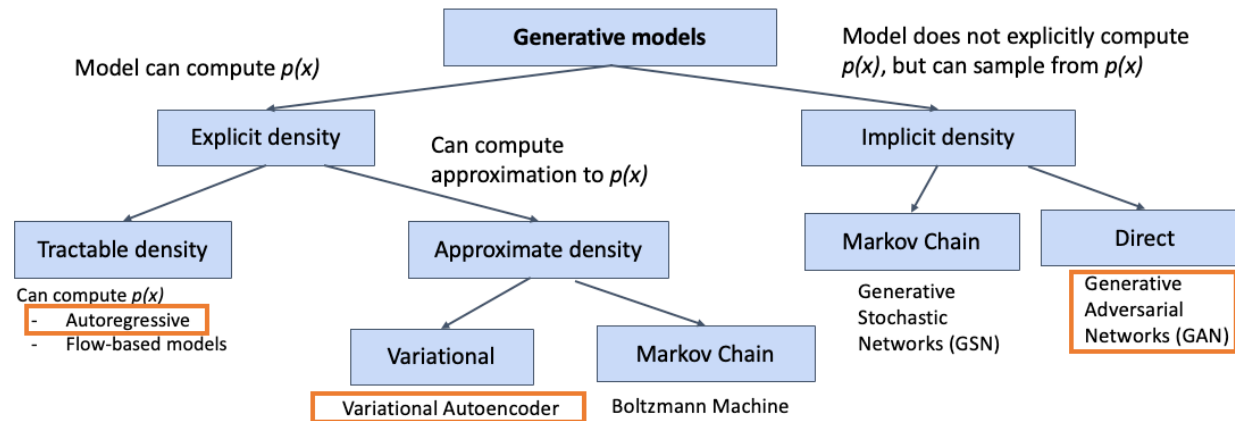 Generative models
Model can compute p(x)
Model does not explicitly compute
p(x), but can sample from p(x)
Explicit density
Implicit density
Can compute
approximation to p(x)
Tractable density
Approximate density
Markov Chain
Direct
Can compute p(x)
- Autoregressive
- Flow-based models
Generative
Stochastic
Networks (GSN)
Generative
Adversarial
Networks (GAN)
Variational
Markov Chain
Variational Autoencoder
Boltzmann Machine